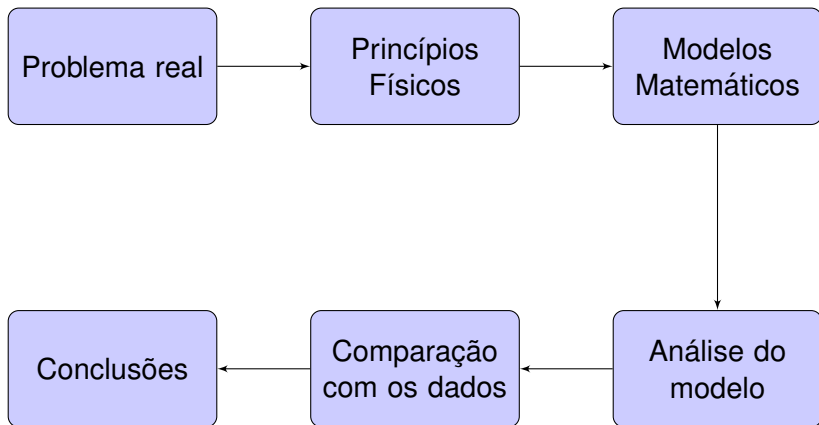 Problema real
Princípios
Físicos
Modelos
Matemáticos
Análise do
modelo
Comparação
com os dados
Conclusões